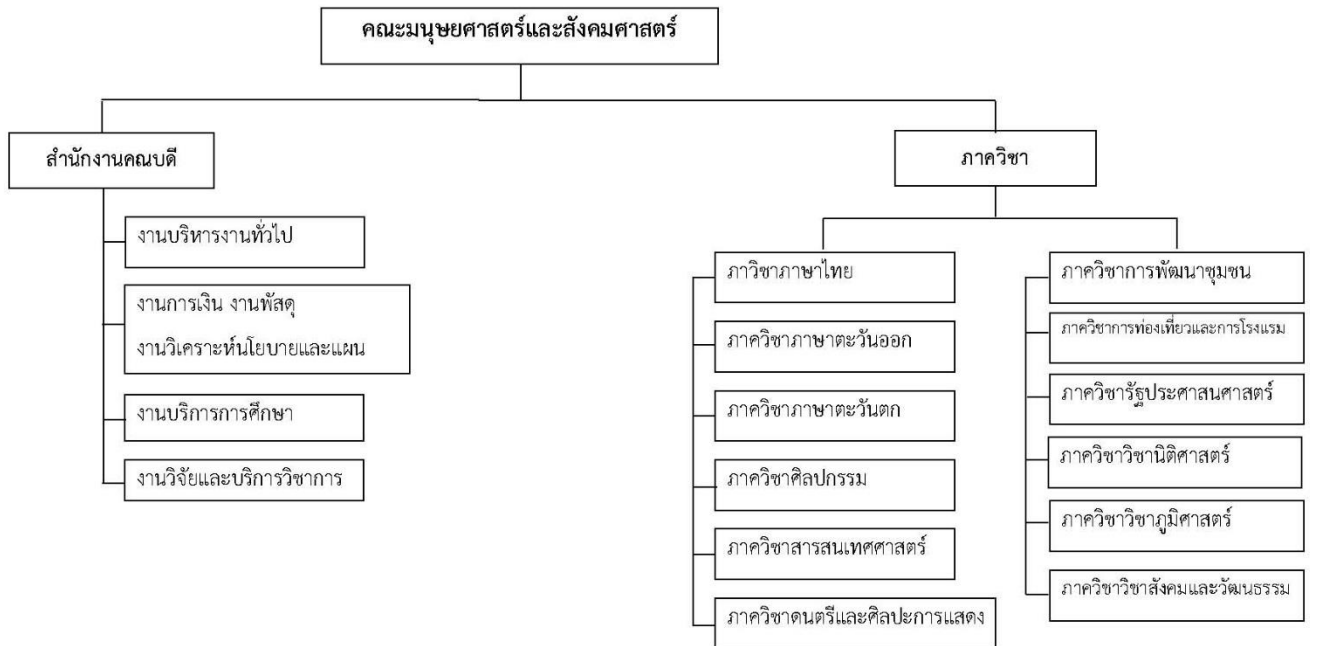 คณะมนุษยศาสตร์และสังคมศาสตร์
สำนักงานคณบดี
งานบริหารงานทั่วไป
งานการเงิน งานพัสดุ
งานวิเคราะห์นโยบายและแผน
งานบริการการศึกษา
งานวิจัยและบริการวิชาการ
ภาควิชา
ภาวิชาภาษาไทย
ภาควิชาภาษาตะวันออก
ภาควิชาภาษาตะวันตก
ภาควิชาศิลปกรรม
ภาควิชาสารสนเทศศาสตร์
ภาควิชาดนตรีและศิลปะการแสดง
ภาควิชาการพัฒนาชุมชน
ภาควิชาการท่องเที่ยวและการโรงแรม
ภาควิชารัฐประศาสนศาสตร์
ภาควิชาวิชานิติศาสตร์
ภาควิชาวิชาภูมิศาสตร์
ภาควิชาวิชาสังคมและวัฒนธรรม